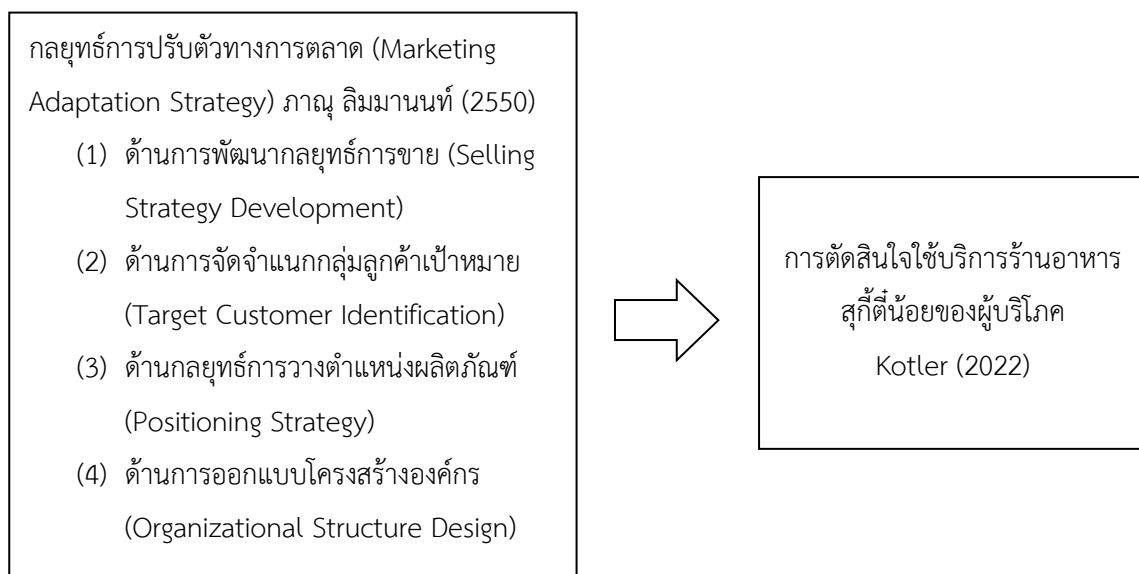 กลยุทธ์การปรับตัวทางการตลาด (Marketing
Adaptation Strategy) ภาณุ ลิมมานนท์ (2550)
(1) ด้านการพัฒนากลยุทธ์การขาย (Selling
Strategy Development)
(2) ด้านการจัดจำแนกกลุ่มลูกค้าเป้าหมาย
(Target Customer Identification)
(3) ด้านกลยุทธ์การวางตำแหน่งผลิตภัณฑ์
(Positioning Strategy)
(4) ด้านการออกแบบโครงสร้างองค์กร
(Organizational Structure Design)
การตัดสินใจใช้บริการร้านอาหาร
สุกี้ตี๋น้อยของผู้บริโภค
Kotler (2022)